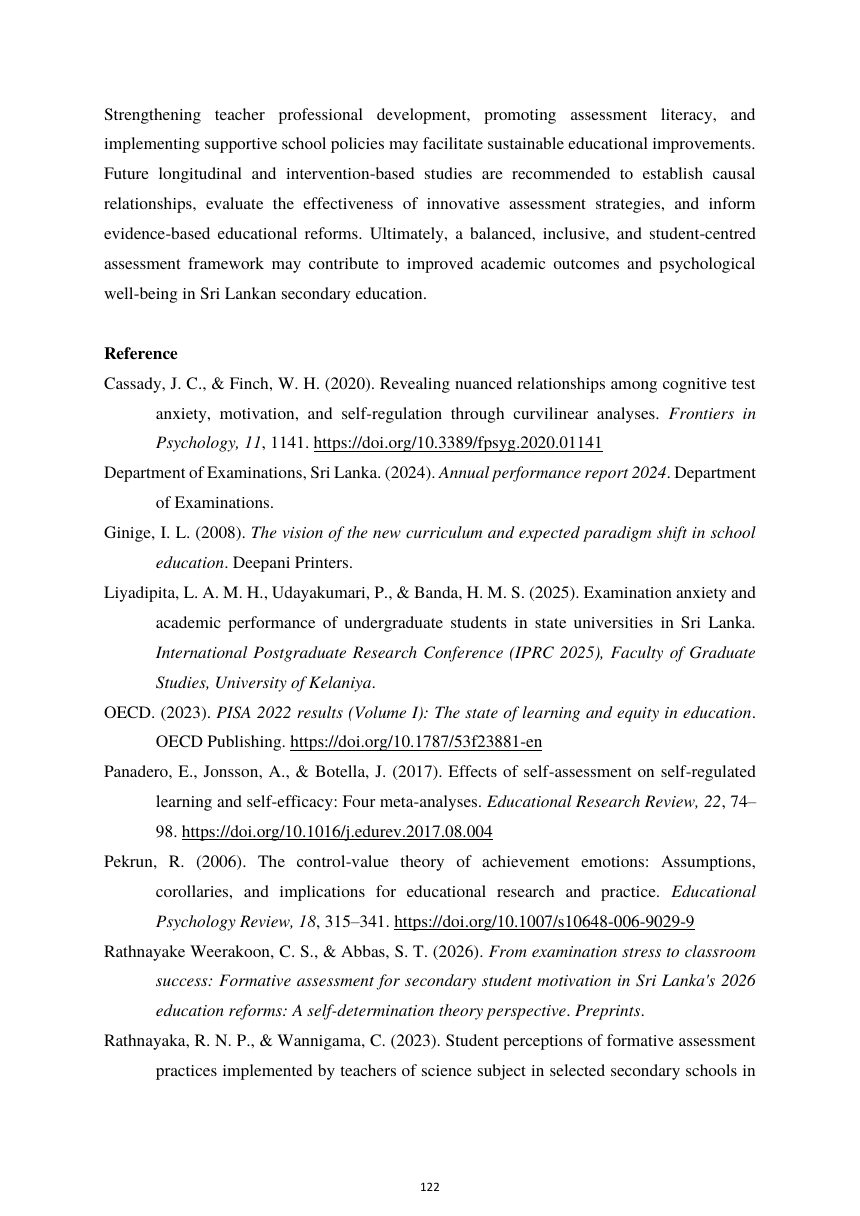 Strengthening teacher professional development, promoting assessment literacy, and
implementing supportive school policies may facilitate sustainable educational improvements.
Future longitudinal and intervention-based studies are recommended to establish causal
relationships, evaluate the effectiveness of innovative assessment strategies, and inform
evidence-based educational reforms. Ultimately, a balanced, inclusive, and student-centred
assessment framework may contribute to improved academic outcomes and psychological
well-being in Sri Lankan secondary education.
Reference
Cassady, J. C., & Finch, W. H. (2020). Revealing nuanced relationships among cognitive test
anxiety, motivation, and self-regulation through curvilinear analyses. Frontiers in
Psychology, 11, 1141. https://doi.org/10.3389/fpsyg.2020.01141
Department of Examinations, Sri Lanka. (2024). Annual performance report 2024. Department
of Examinations.
Ginige, I. L. (2008). The vision of the new curriculum and expected paradigm shift in school
education. Deepani Printers.
Liyadipita, L. A. M. H., Udayakumari, P., & Banda, H. M. S. (2025). Examination anxiety and
academic performance of undergraduate students in state universities in Sri Lanka.
International Postgraduate Research Conference (IPRC 2025), Faculty of Graduate
Studies, University of Kelaniya.
OECD. (2023). PISA 2022 results (Volume I): The state of learning and equity in education.
OECD Publishing. https://doi.org/10.1787/53f23881-en
Panadero, E., Jonsson, A., & Botella, J. (2017). Effects of self-assessment on self-regulated
learning and self-efficacy: Four meta-analyses. Educational Research Review, 22, 74–
98. https://doi.org/10.1016/j.edurev.2017.08.004
Pekrun, R. (2006). The control-value theory of achievement emotions: Assumptions,
corollaries, and implications for educational research and practice. Educational
Psychology Review, 18, 315–341. https://doi.org/10.1007/s10648-006-9029-9
Rathnayake Weerakoon, C. S., & Abbas, S. T. (2026). From examination stress to classroom
success: Formative assessment for secondary student motivation in Sri Lanka's 2026
education reforms: A self-determination theory perspective. Preprints.
Rathnayaka, R. N. P., & Wannigama, C. (2023). Student perceptions of formative assessment
practices implemented by teachers of science subject in selected secondary schools in
122